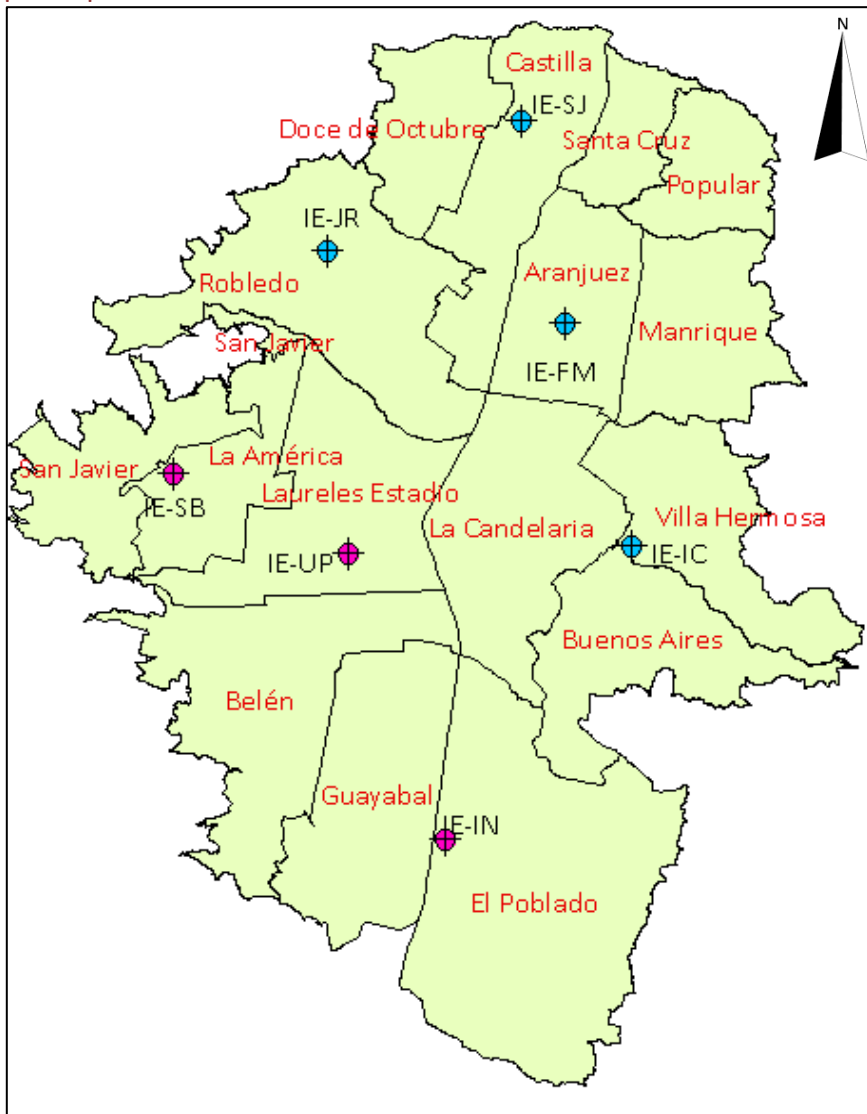 N
Castilla
IE-SJ
Doce de Octubre
Santa Cruz
Popular
IE-JR
Robledo
Aranjuez
San Javier
Manrique
IE-FM
La América
San Javier
Laureles Estadio
IE-SB
La Candelaria
Villa Hermosa
IE-UP
IE-IC
Buenos Aires
Belén
Guayabal
IE-IN
El Poblado